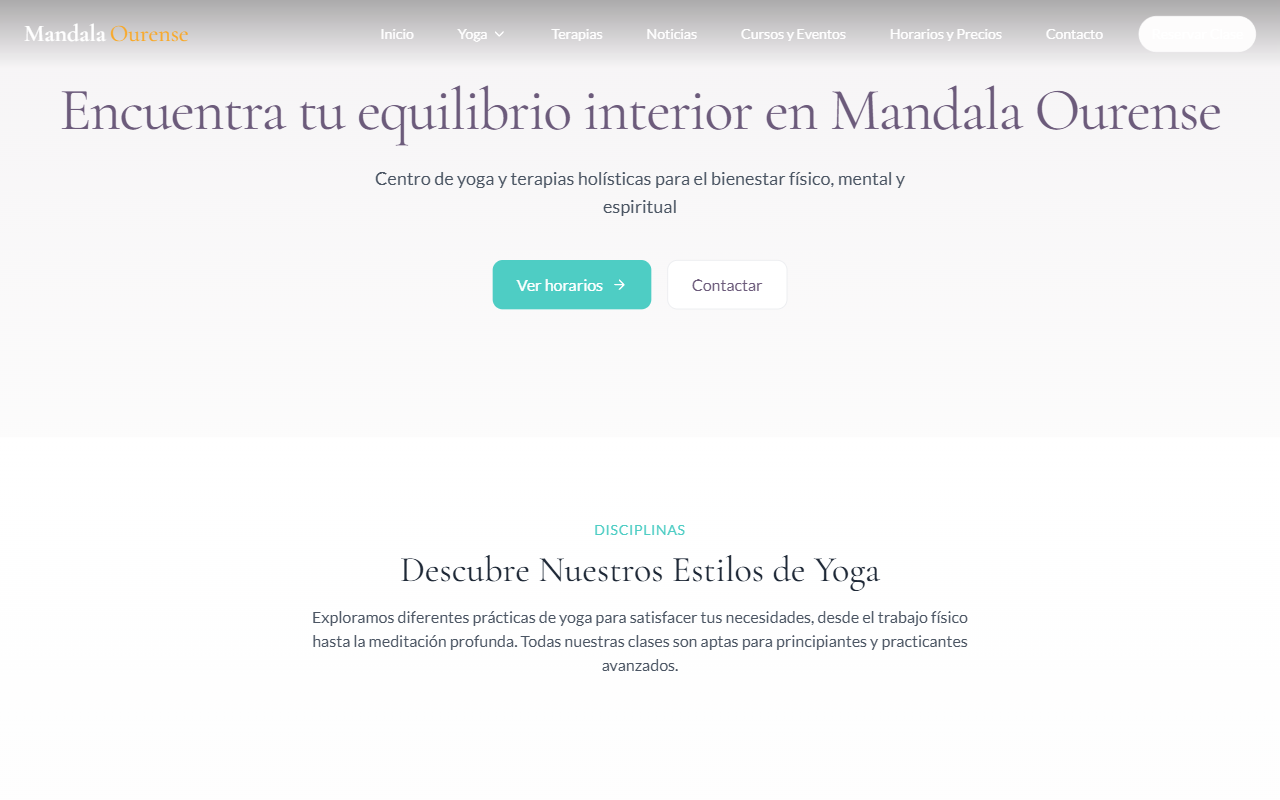 Mandala Ourense
Inicio
Yoga
Terapias
Noticias
Cursos y Eventos
Horarios y Precios
Contacto
Encuentra tu equilibrio interior en Mandala Ourense
Centro de yoga y terapias holísticas para el bienestar físico, mental y
espiritual
Ver horarios
Contactar
DISCIPLINAS
Descubre Nuestros Estilos de Yoga
Exploramos diferentes prácticas de yoga para satisfacer tus necesidades, desde el trabajo físico
hasta la meditación profunda. Todas nuestras clases son aptas para principiantes y practicantes
avanzados.